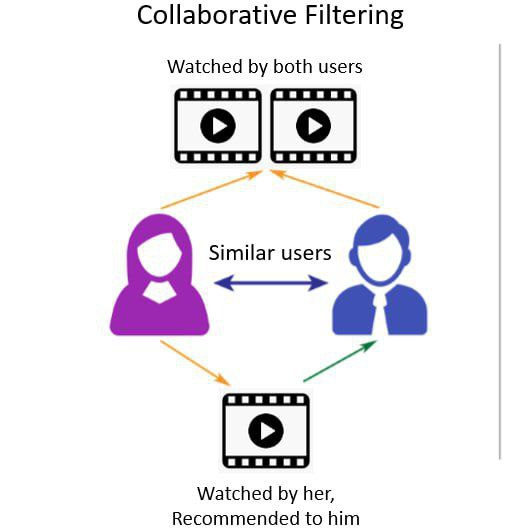 Collaborative Filtering
Watched by both users
Similar users
Watched by her,
Recommended to him